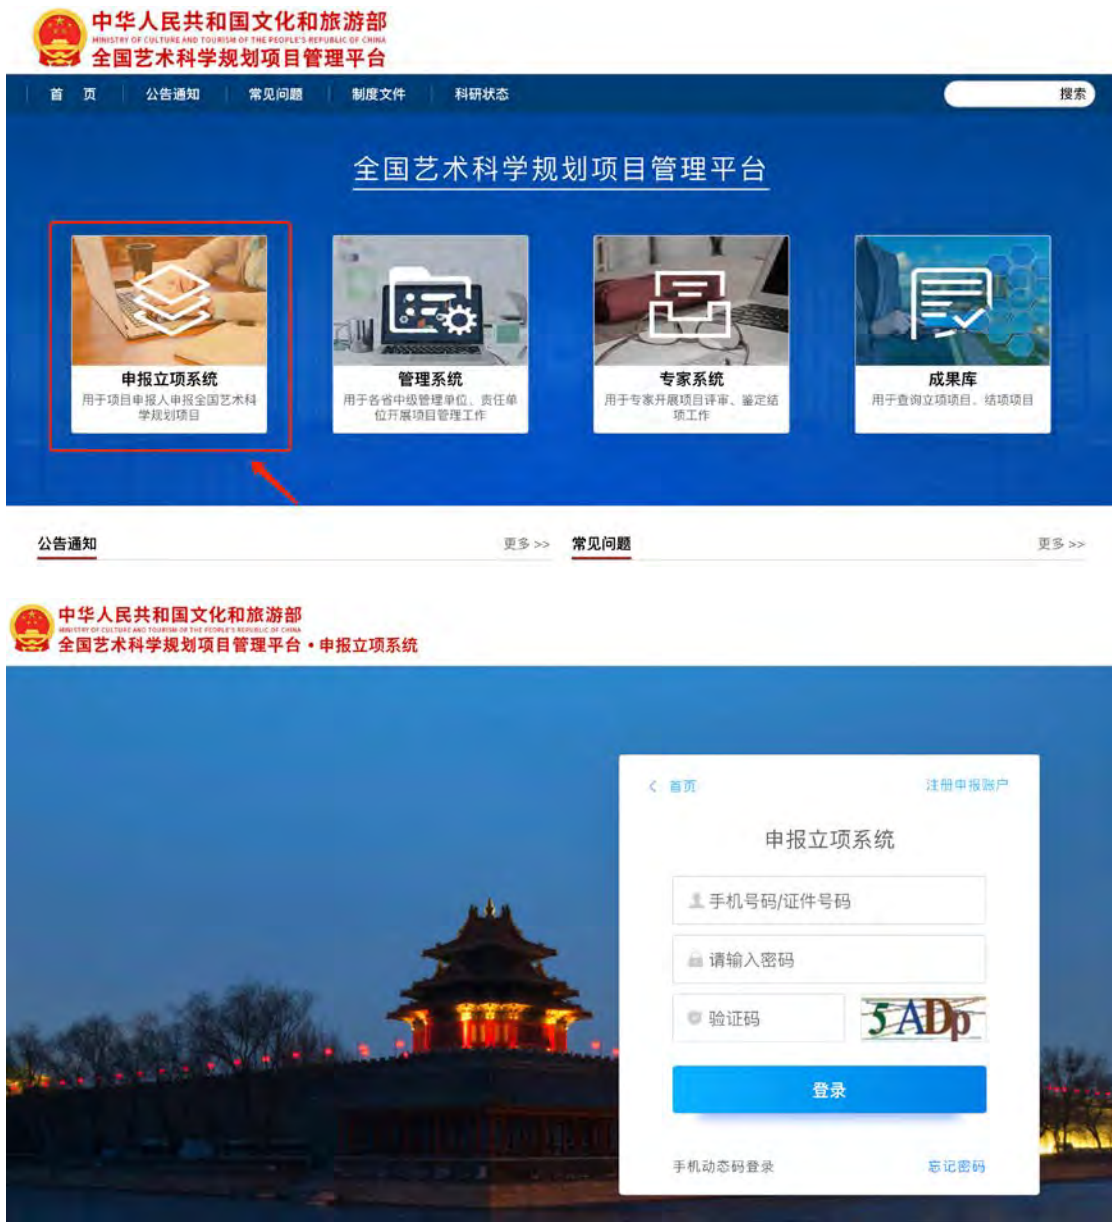 中华人民共和国文化和旅游部
MINISTRY OF CULTURE AND TOURISM OF THE PEOPLE'S REPUBLIC OF CHINA
全国艺术科学规划项目管理平台
首 页 公告通知 常见问题 制度文件 科研状态 搜索
全国艺术科学规划项目管理平台
申报立项系统
用于项目申报人申报全国艺术科
学规划项目
管理系统
用于各省中级管理单位、责任单
位开展项目管理工作
专家系统
用于专家开展项目评审、鉴定结
项工作
成果库
用于查询立项项目、结项项目
公告通知 更多 >> 常见问题 更多 >>
中华人民共和国文化和旅游部
MINISTRY OF CULTURE AND TOURISM OF THE PEOPLE'S REPUBLIC OF CHINA
全国艺术科学规划项目管理平台・申报立项系统
首页 注册申报账户
申报立项系统
手机号码/证件号码
请输入密码
验证码 5ADp
登录
手机动态码登录 忘记密码